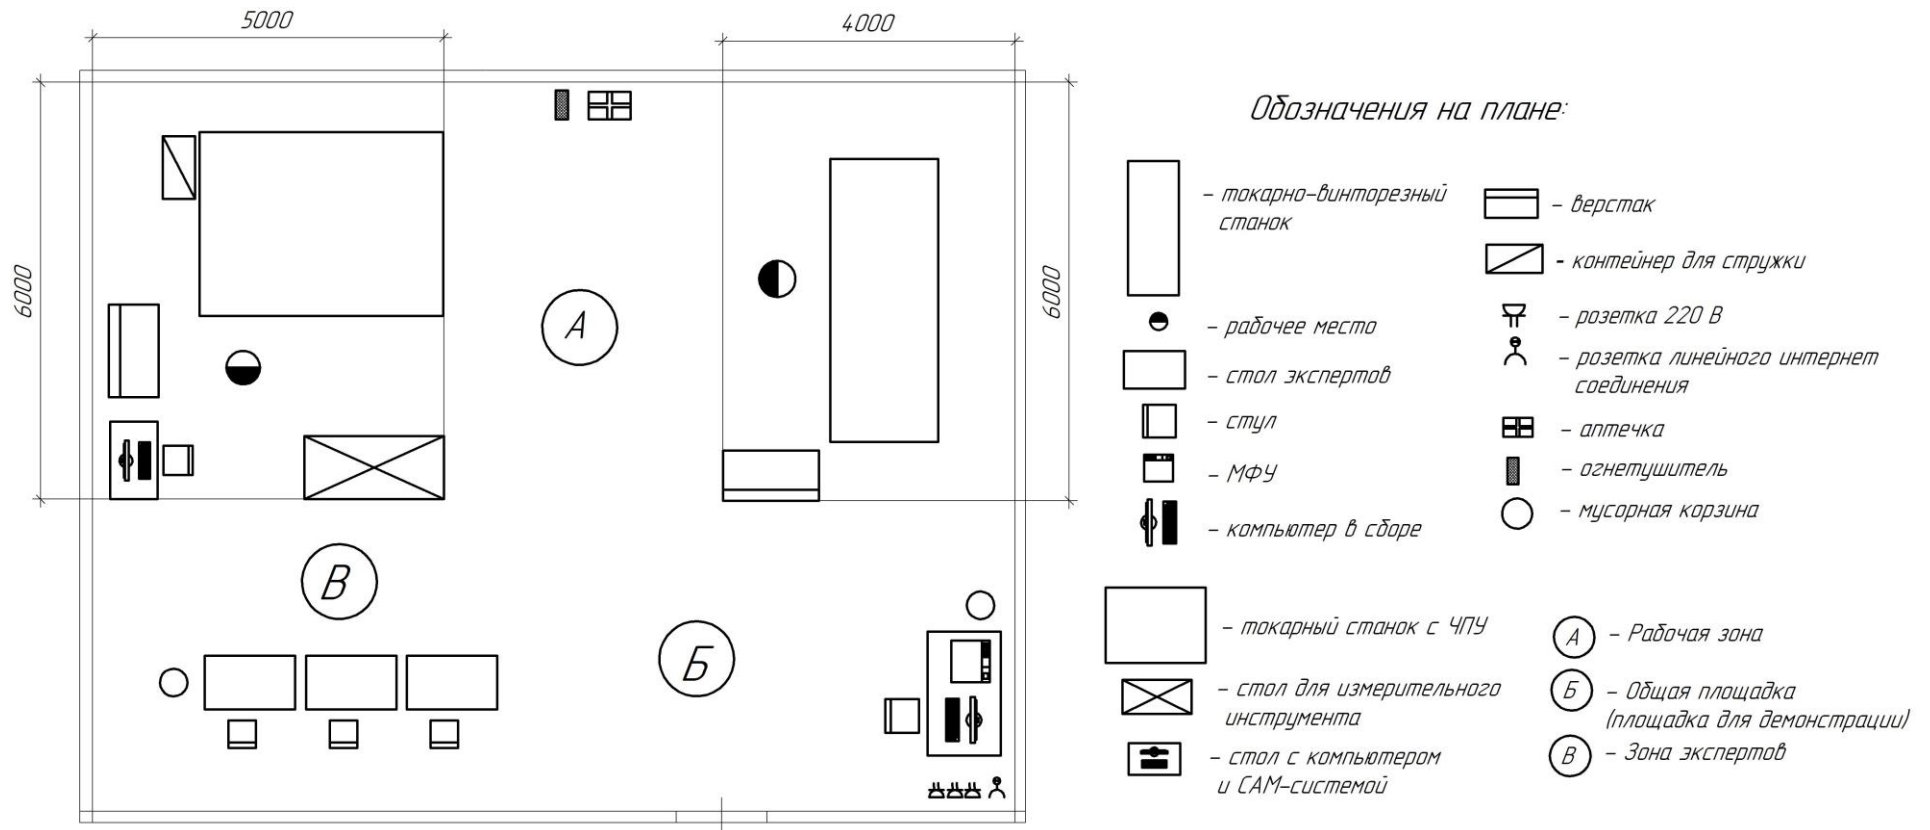 5000
4000
6000
6000
А
В
Б
Обозначения на плане:
– токарно-винторезный
станок
– рабочее место
– стол экспертов
– стул
– МФУ
– компьютер в сборе
– токарный станок с ЧПУ
– стол для измерительного
инструмента
– стол с компьютером
и САМ-системой
– верстак
– контейнер для стружки
– розетка 220 В
– розетка линейного интернет
соединения
– аптечка
– огнетушитель
– мусорная корзина
А – Рабочая зона
Б – Общая площадка
(площадка для демонстрации)
В – Зона экспертов